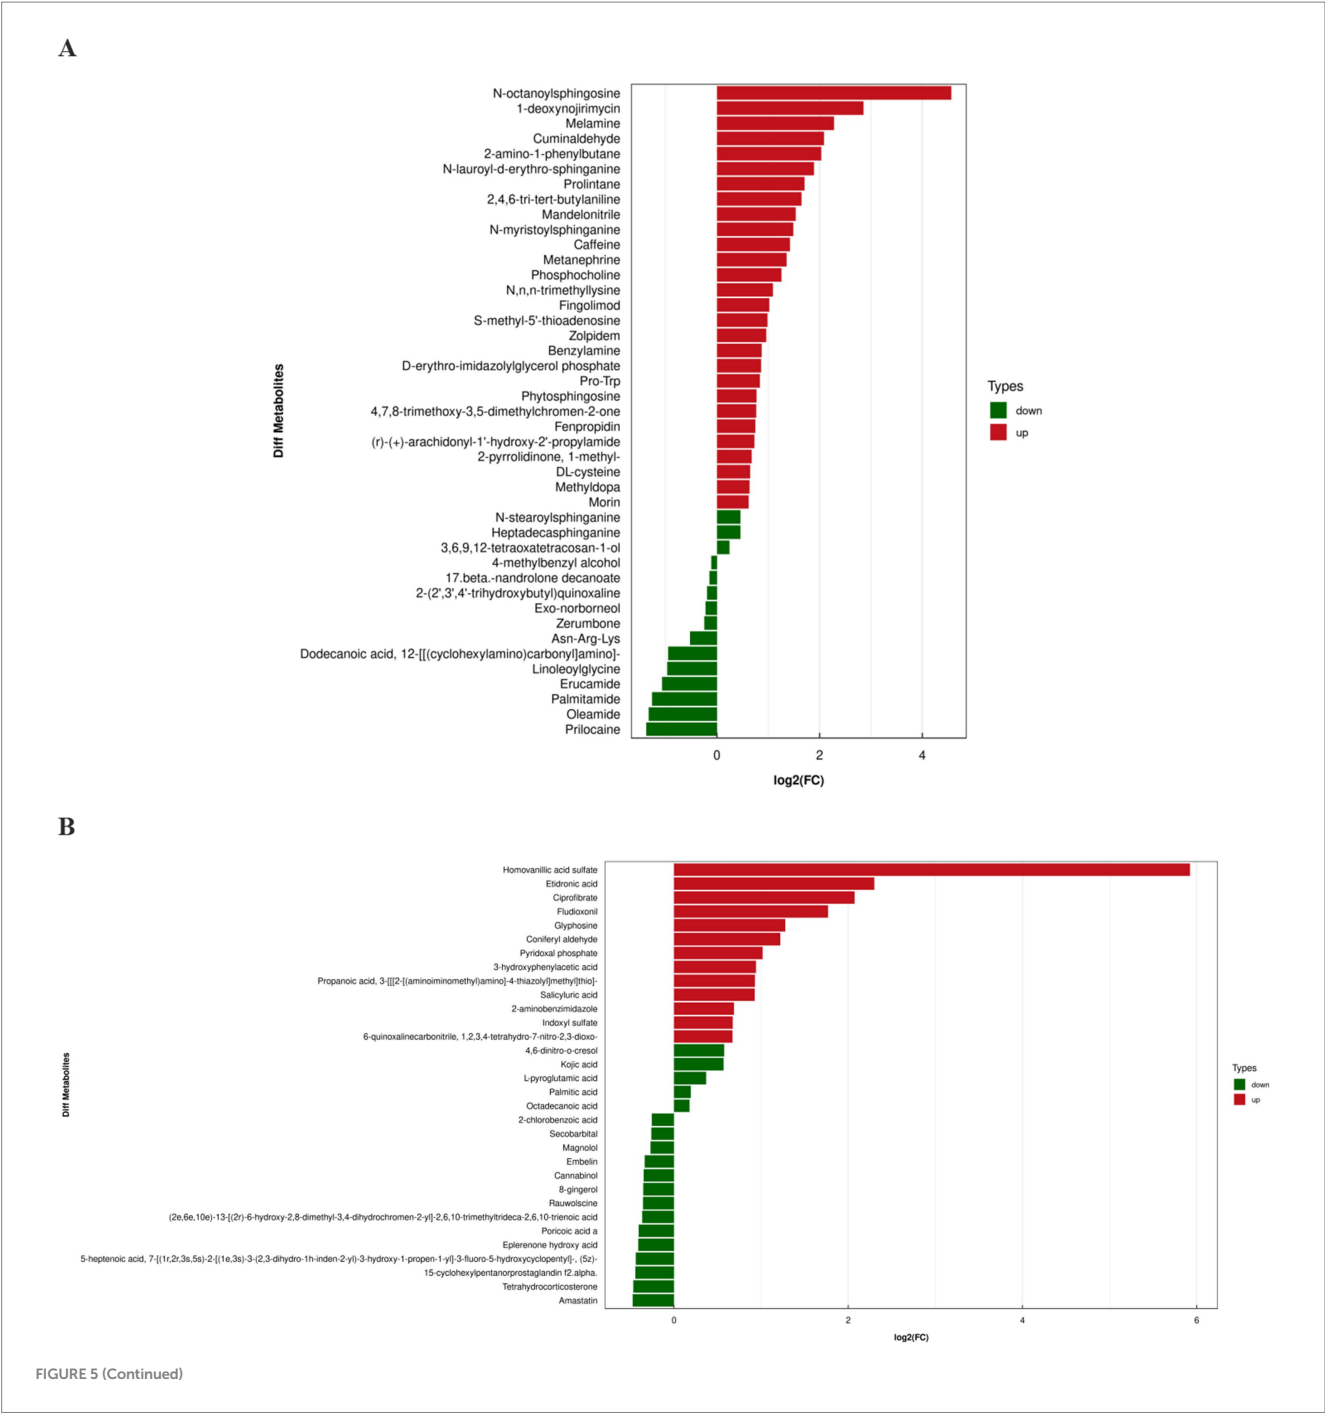 A
N-octanoylsphingosine
1-deoxynojirimycin
Melamine
Cuminaldehyde
2-amino-1-phenylbutane
N-lauroyl-d-erythro-sphinganine
Prolintane
2,4,6-tri-tert-butylaniline
Mandelonitrile
N-myristoylsphinganine
Caffeine
Metanephrine
Phosphocholine
N,n,n-trimethyllysine
Fingolimod
S-methyl-5'-thioadenosine
Zolpidem
Benzylamine
D-erythro-imidazolylglycerol phosphate
Pro-Trp
Phytosphingosine
4,7,8-trimethoxy-3,5-dimethylchromen-2-one
Fenpropidin
(r)-(+)-arachidonyl-1'-hydroxy-2'-propylamide
2-pyrrolidinone, 1-methyl-
DL-cysteine
Methyldopa
Morin
N-stearoylsphinganine
Heptadecasphinganine
3,6,9,12-tetraoxatetracosan-1-ol
4-methylbenzyl alcohol
17.beta.-nandrolone decanoate
2-(2',3',4'-trihydroxybutyl)quinoxaline
Exo-norborneol
Zerumbone
Asn-Arg-Lys
Dodecanoic acid, 12-[[(cyclohexylamino)carbonyl]amino]-
Linoleoylglycine
Erucamide
Palmitamide
Oleamide
Prilocaine
Diff Metabolites
0 2 4
log2(FC)
Types
down
up
B
Homovanillic acid sulfate
Etidronic acid
Ciprofibrate
Fludioxonil
Glyphosine
Coniferyl aldehyde
Pyridoxal phosphate
3-hydroxyphenylacetic acid
Propanoic acid, 3-[[[2-[(aminoiminomethyl)amino]-4-thiazolyl]methyl]thio]-
Salicyluric acid
2-aminobenzimidazole
Indoxyl sulfate
6-quinoxalinecarbonitrile, 1,2,3,4-tetrahydro-7-nitro-2,3-dioxo-
4,6-dinitro-o-cresol
Kojic acid
L-pyroglutamic acid
Palmitic acid
Octadecanoic acid
2-chlorobenzoic acid
Secobarbital
Magnolol
Embelin
Cannabinol
8-gingerol
Rauwolscine
(2e,6e,10e)-13-[(2r)-6-hydroxy-2,8-dimethyl-3,4-dihydrochromen-2-yl]-2,6,10-trimethyltrideca-2,6,10-trienoic acid
Poricoic acid a
Eplerenone hydroxy acid
5-heptenoic acid, 7-[(1r,2r,3s,5s)-2-[(1e,3s)-3-(2,3-dihydro-1h-inden-2-yl)-3-hydroxy-1-propen-1-yl]-3-fluoro-5-hydroxycyclopentyl]-, (5z)-
15-cyclohexylpentanorprostaglandin f2.alpha.
Tetrahydrocorticosterone
Amastatin
Diff Metabolites
0 2 4 6
log2(FC)
Types
down
up
FIGURE 5 (Continued)